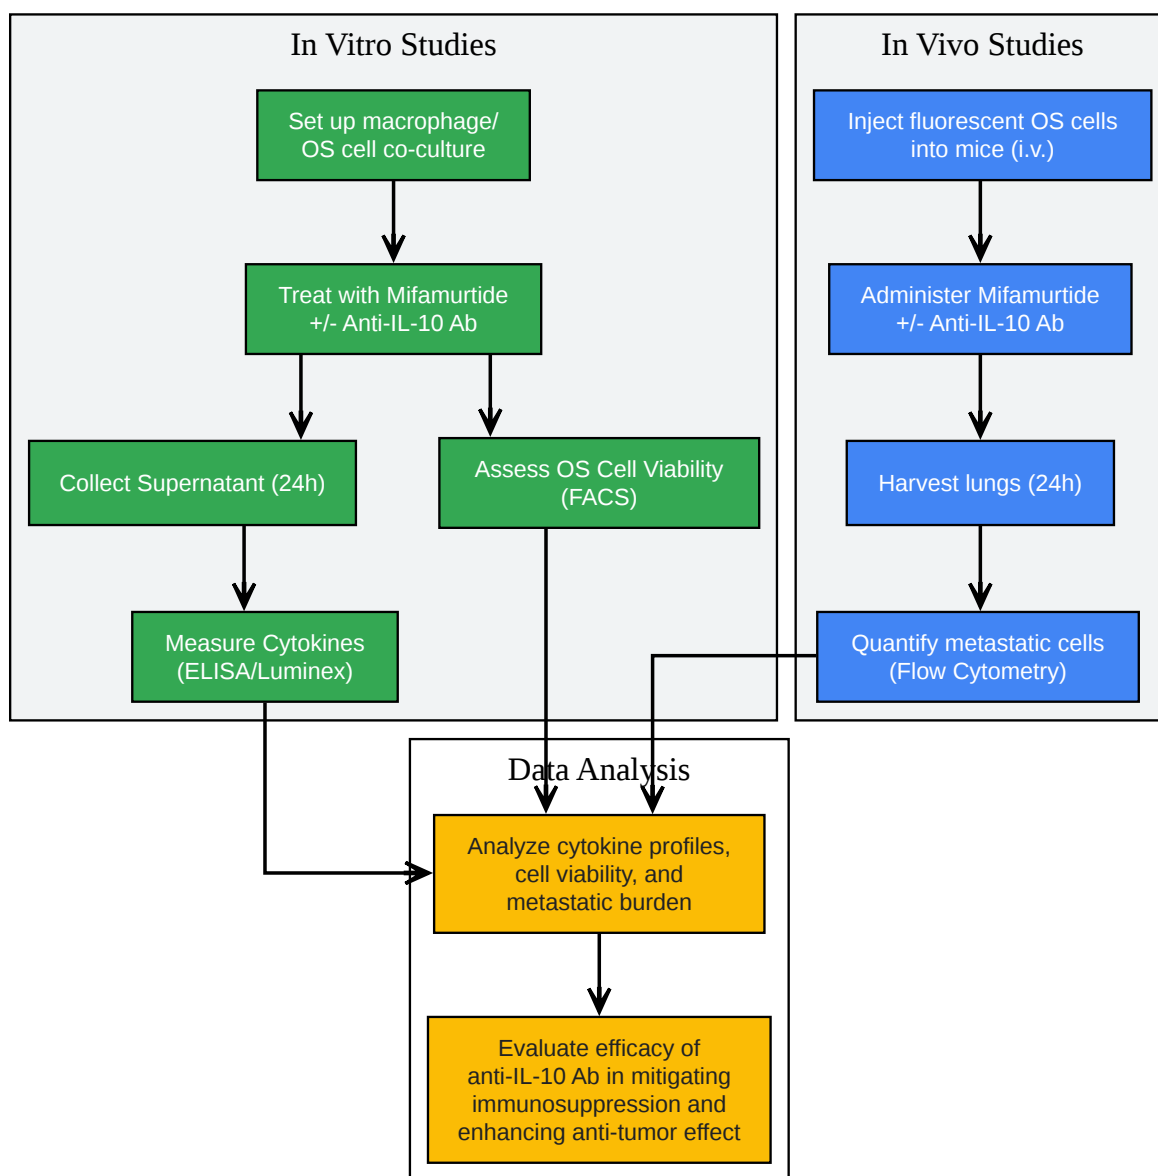 In Vitro Studies
Set up macrophage/
OS cell co-culture
Treat with Mifamurtide
+/- Anti-IL-10 Ab
Collect Supernatant (24h)
Assess OS Cell Viability
(FACS)
Measure Cytokines
(ELISA/Luminex)
In Vivo Studies
Inject fluorescent OS cells
into mice (i.v.)
Administer Mifamurtide
+/- Anti-IL-10 Ab
Harvest lungs (24h)
Quantify metastatic cells
(Flow Cytometry)
Data Analysis
Analyze cytokine profiles,
cell viability, and
metastatic burden
Evaluate efficacy of
anti-IL-10 Ab in mitigating
immunosuppression and
enhancing anti-tumor effect